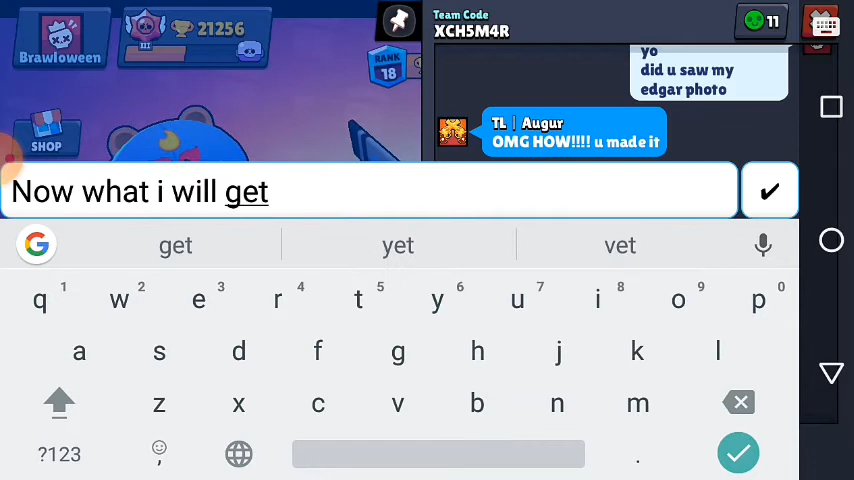 Brawloween
III
21256
RANK
18
SHOP
Team Code
XCH5M4R
11
yo
did u saw my
edgar photo
TL | Augur
OMG HOW!!!! u made it
Now what i will get
G
get yet vet
q 1 w 2 e 3 r 4 t 5 y 6 u 7 i 8 o 9 p 0
a s d f g h j k l
z x c v b n m
?123 , .